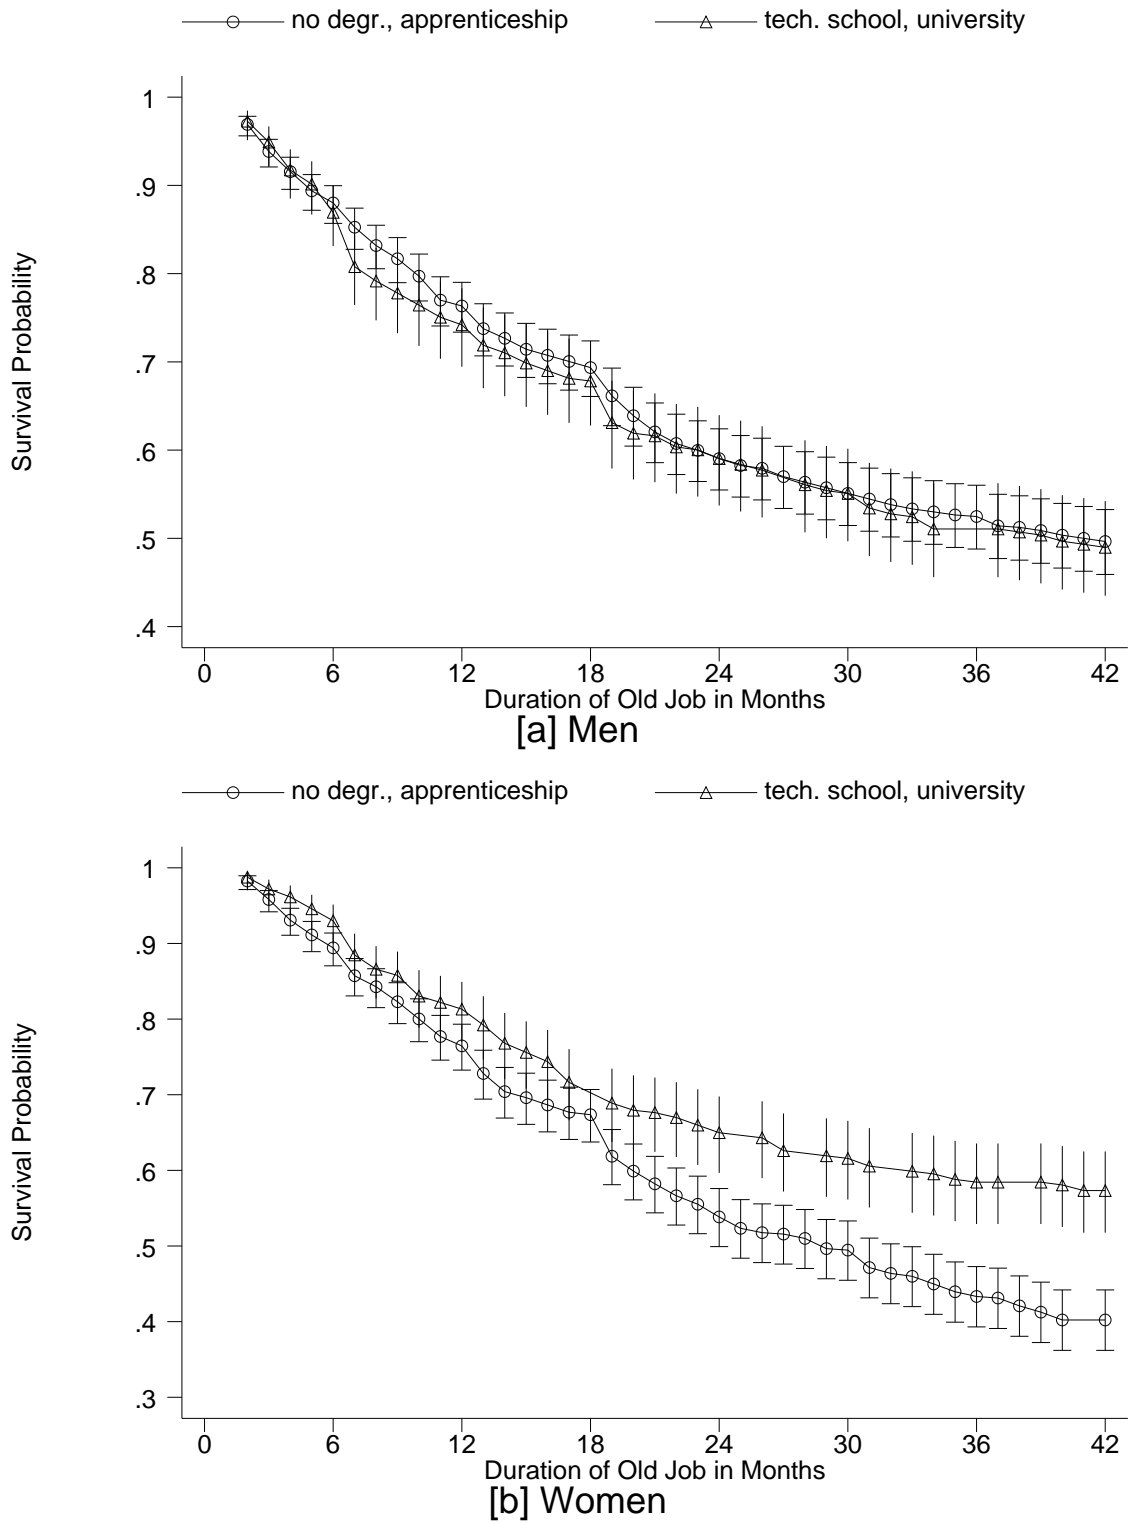 no degr., apprenticeship tech. school, university
Survival Probability
1
.9
.8
.7
.6
.5
.4
0 6 12 18 24 30 36 42
Duration of Old Job in Months
[a] Men
no degr., apprenticeship tech. school, university
Survival Probability
1
.9
.8
.7
.6
.5
.4
.3
0 6 12 18 24 30 36 42
Duration of Old Job in Months
[b] Women